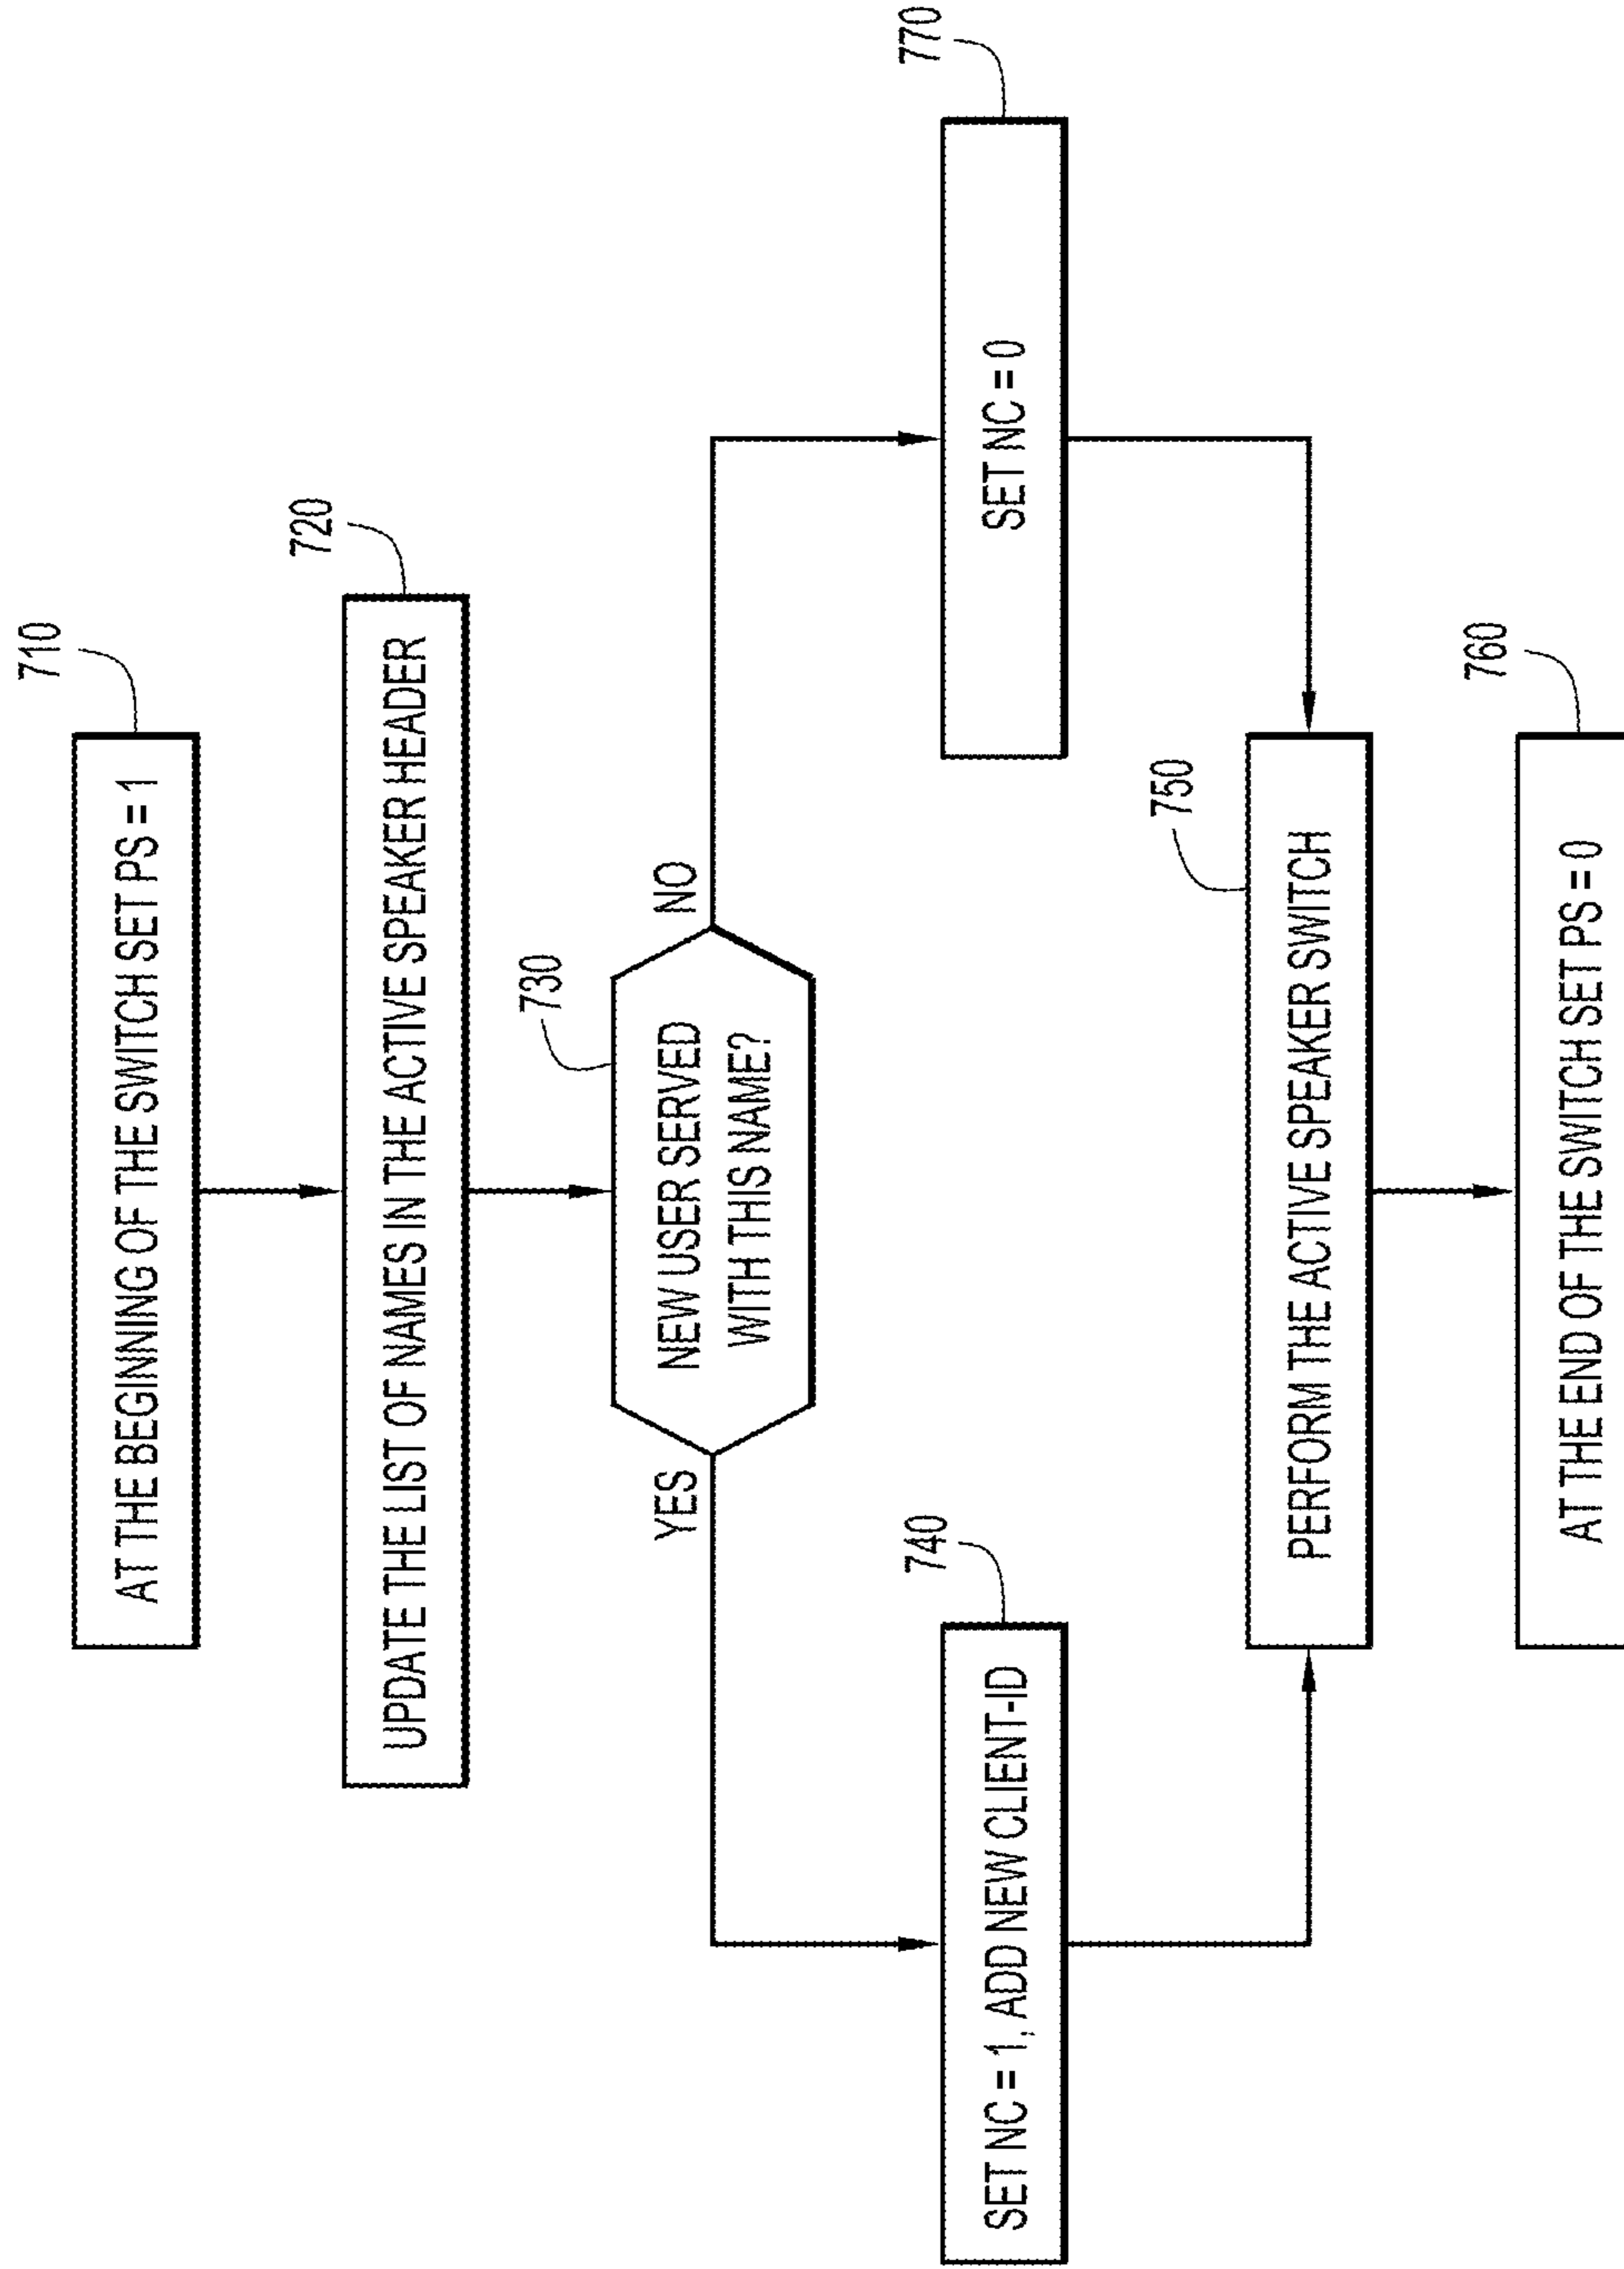 710
AT THE BEGINNING OF THE SWITCH SET PS = 1
720
UPDATE THE LIST OF NAMES IN THE ACTIVE SPEAKER HEADER
730
NEW USER SERVED
WITH THIS NAME?
YES
NO
740
SET NC = 1, ADD NEW CLIENT-ID
770
SET NC = 0
750
PERFORM THE ACTIVE SPEAKER SWITCH
760
AT THE END OF THE SWITCH SET PS = 0